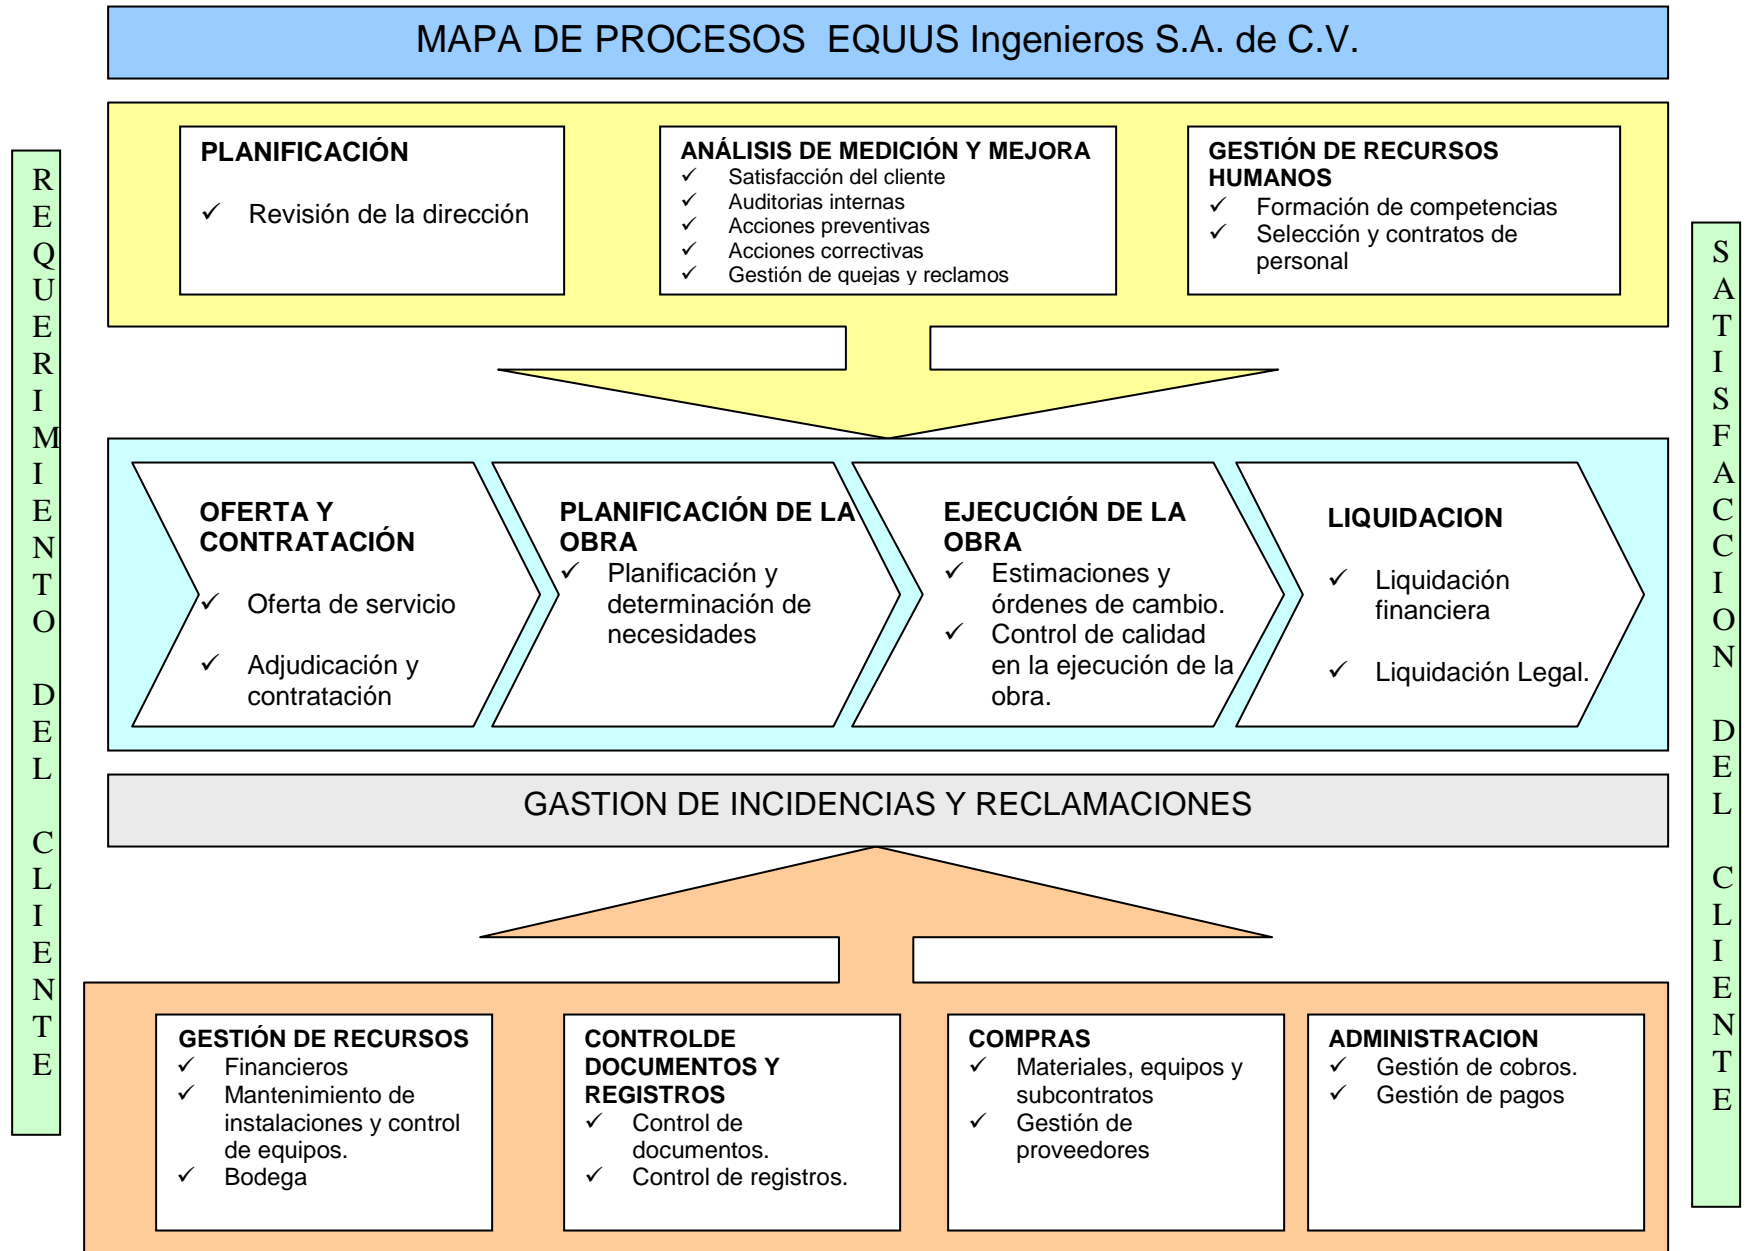 MAPA DE PROCESOS EQUUS Ingenieros S.A. de C.V.
REQUERIMIENTO DEL CLIENTE
PLANIFICACIÓN
✓ Revisión de la dirección
ANÁLISIS DE MEDICIÓN Y MEJORA
✓ Satisfacción del cliente
✓ Auditorias internas
✓ Acciones preventivas
✓ Acciones correctivas
✓ Gestión de quejas y reclamos
GESTIÓN DE RECURSOS
HUMANOS
✓ Formación de competencias
✓ Selección y contratos de
personal
OFERTA Y
CONTRATACIÓN
✓ Oferta de servicio
✓ Adjudicación y
contratación
PLANIFICACIÓN DE LA
OBRA
✓ Planificación y
determinación de
necesidades
EJECUCIÓN DE LA
OBRA
✓ Estimaciones y
órdenes de cambio.
✓ Control de calidad
en la ejecución de la
obra.
LIQUIDACION
✓ Liquidación
financiera
✓ Liquidación Legal.
GASTION DE INCIDENCIAS Y RECLAMACIONES
GESTIÓN DE RECURSOS
✓ Financieros
✓ Mantenimiento de
instalaciones y control
de equipos.
✓ Bodega
CONTROLDE
DOCUMENTOS Y
REGISTROS
✓ Control de
documentos.
✓ Control de registros.
COMPRAS
✓ Materiales, equipos y
subcontratos
✓ Gestión de
proveedores
ADMINISTRACION
✓ Gestión de cobros.
✓ Gestión de pagos
SATISFACCION DEL CLIENTE